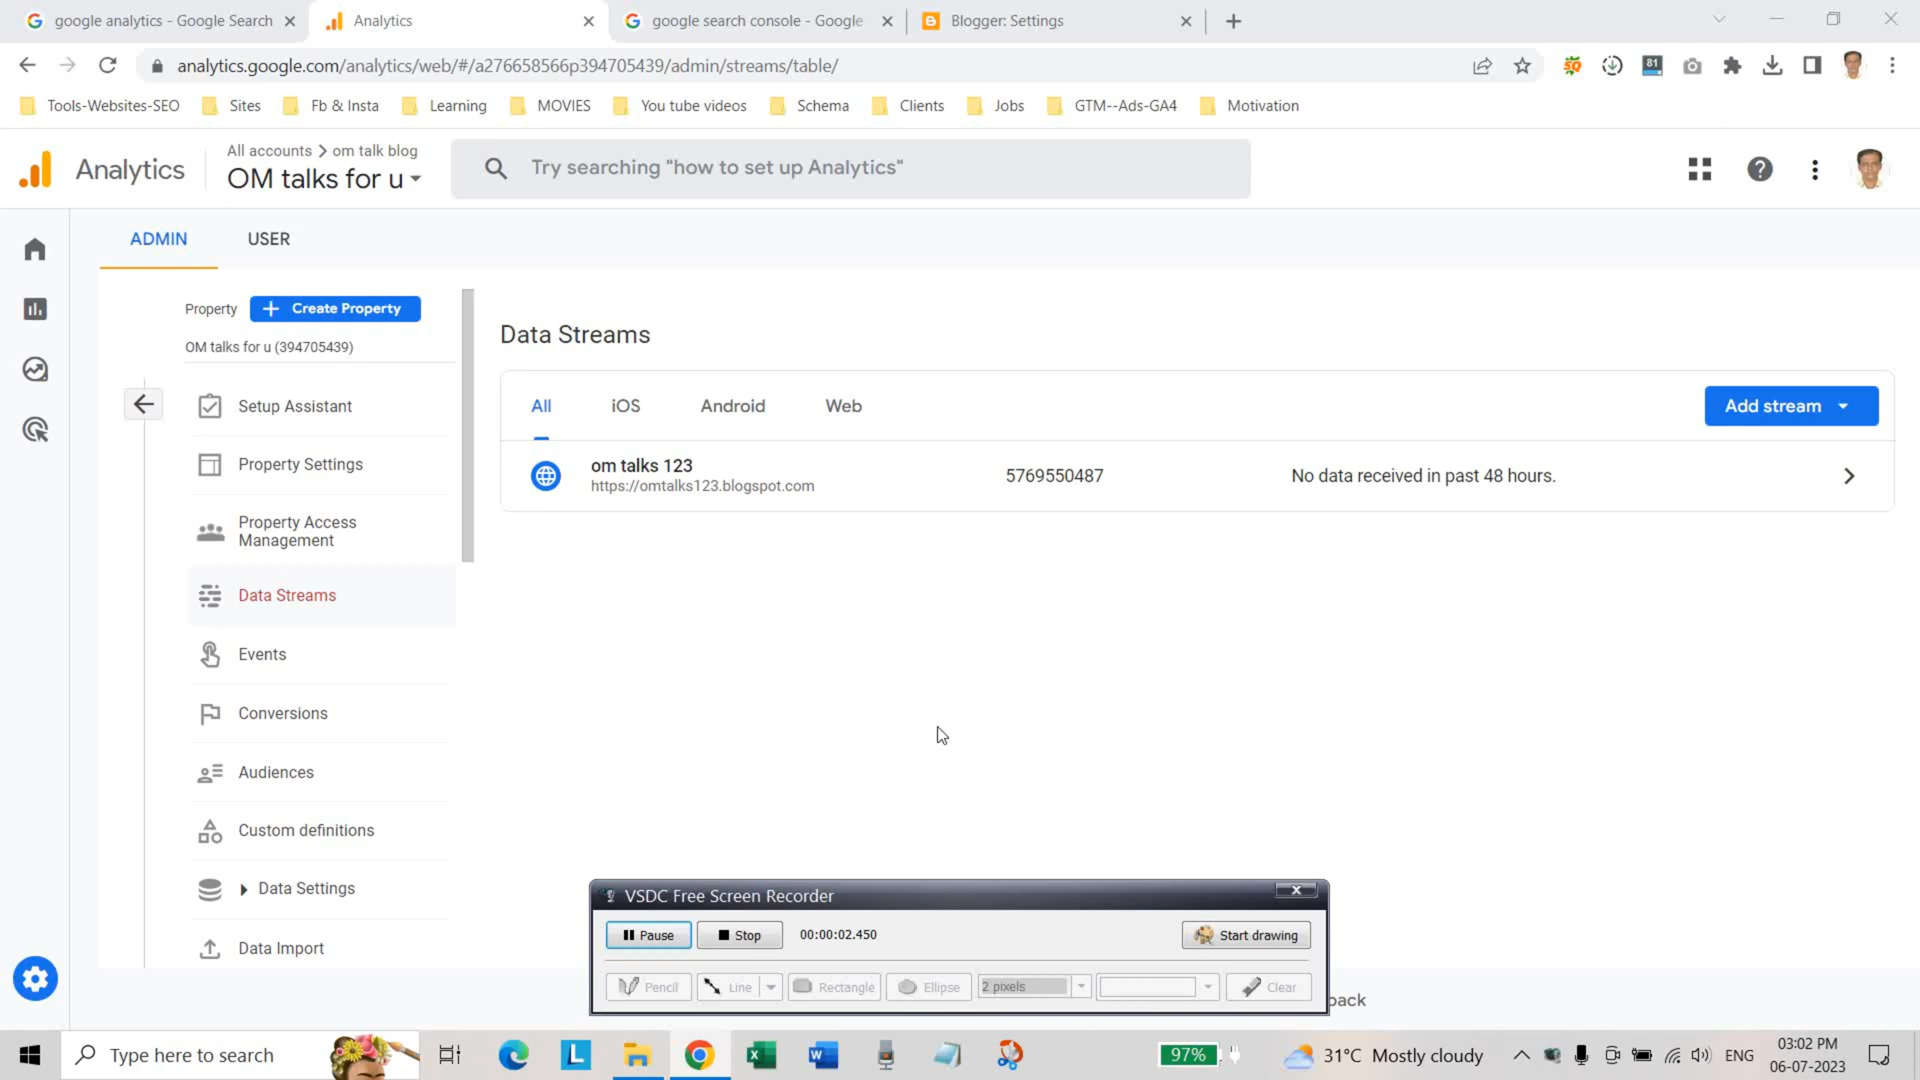 google analytics - Google Search
Analytics
google search console - Google
Blogger: Settings
analytics.google.com/analytics/web/#/a276658566p394705439/admin/streams/table/
81
Tools-Websites-SEO
Sites
Fb & Insta
Learning
MOVIES
You tube videos
Schema
Clients
Jobs
GTM--Ads-GA4
Motivation
Analytics
All accounts > om talk blog
OM talks for u
Try searching "how to set up Analytics"
ADMIN
USER
Property
Create Property
OM talks for u (394705439)
Setup Assistant
Property Settings
Property Access
Management
Data Streams
Events
Conversions
Audiences
Custom definitions
Data Settings
Data Import
Data Streams
All
iOS
Android
Web
Add stream
om talks 123
https://omtalks123.blogspot.com
5769550487
No data received in past 48 hours.
VSDC Free Screen Recorder
Pause
Stop
00:00:02.450
Start drawing
Pencil
Line
Rectangle
Ellipse
2 pixels
Clear
back
Type here to search
97%
31°C Mostly cloudy
ENG
03:02 PM
06-07-2023